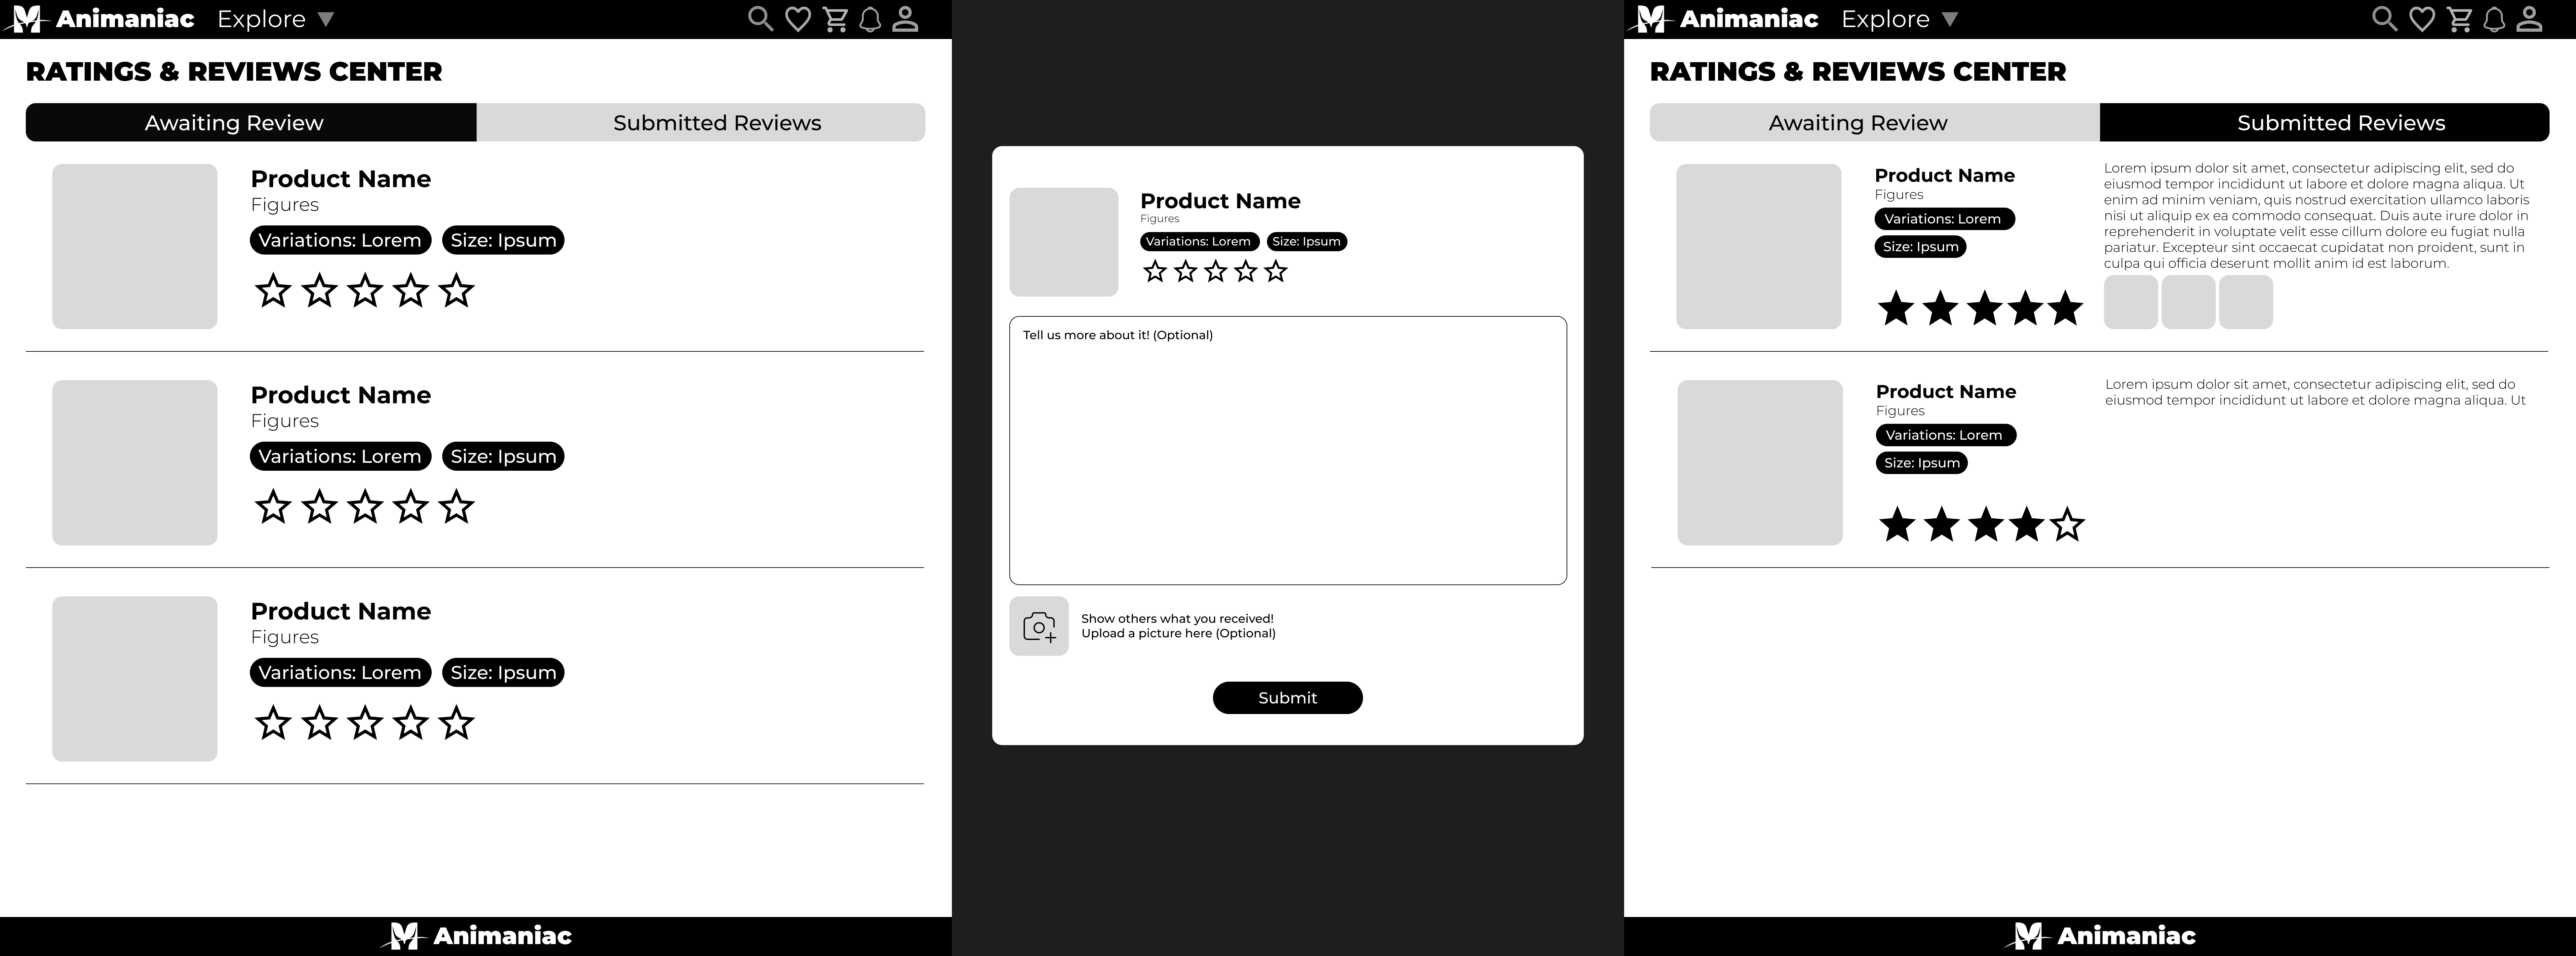 Animaniac Explore
RATINGS & REVIEWS CENTER
Awaiting Review Submitted Reviews
Product Name
Figures
Variations: Lorem Size: Ipsum
Product Name
Figures
Variations: Lorem Size: Ipsum
Product Name
Figures
Variations: Lorem Size: Ipsum
Animaniac
Product Name
Figures
Variations: Lorem Size: Ipsum
Tell us more about it! (Optional)
Show others what you received!
Upload a picture here (Optional)
Submit
Animaniac Explore
RATINGS & REVIEWS CENTER
Awaiting Review Submitted Reviews
Product Name
Figures
Variations: Lorem
Size: Ipsum
Lorem ipsum dolor sit amet, consectetur adipiscing elit, sed do
eiusmod tempor incididunt ut labore et dolore magna aliqua. Ut
enim ad minim veniam, quis nostrud exercitation ullamco laboris
nisi ut aliquip ex ea commodo consequat. Duis aute irure dolor in
reprehenderit in voluptate velit esse cillum dolore eu fugiat nulla
pariatur. Excepteur sint occaecat cupidatat non proident, sunt in
culpa qui officia deserunt mollit anim id est laborum.
Product Name
Figures
Variations: Lorem
Size: Ipsum
Lorem ipsum dolor sit amet, consectetur adipiscing elit, sed do
eiusmod tempor incididunt ut labore et dolore magna aliqua. Ut
Animaniac